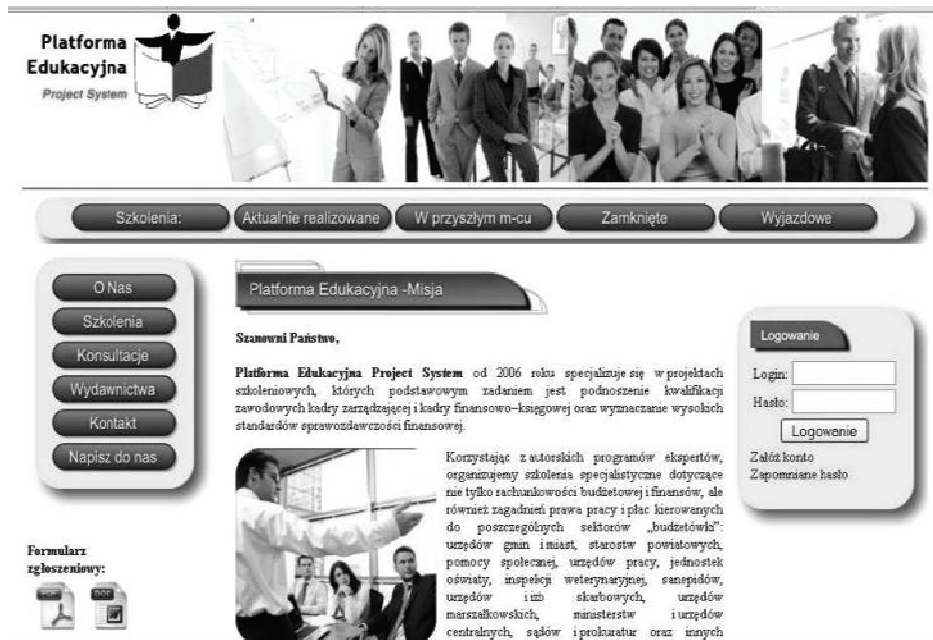 Platforma
Edukacyjna
Project System
Szkolenia:
Aktualnie realizowane
W przyszłym m-cu
Zamknięte
Wyjazdowe
O Nas
Szkolenia
Konsultacje
Wydawnictwa
Kontakt
Napisz do nas
Formularz
zgłoszeniowy:
PDF
DOC
Platforma Edukacyjna -Misja
Szanowni Państwo,
Platforma Edukacyjna Project System od 2006 roku specjalizuje się w projektach
szkoleniowych, których podstawowym zadaniem jest podnoszenie kwalifikacji
zawodowych kadry zarządzającej i kadry finansowo–księgowej oraz wyznaczanie wysokich
standardów sprawozdawczości finansowej.
Korzystając z autorskich programów ekspertów,
organizujemy szkolenia specjalistyczne dotyczące
nie tylko rachunkowości budżetowej i finansów, ale
również zagadnień prawa pracy i płac kierowanych
do poszczególnych sektorów „budżetówki”:
urzędów gmin i miast, starostw powiatowych,
pomocy społecznej, urzędów pracy, jednostek
oświaty, inspekcji weterynaryjnej, sanepidów,
urzędów i izb skarbowych, urzędów
marszałkowskich, ministerstw i urzędów
centralnych, sądów i prokuratur oraz innych
Logowanie
Login:
Hasło:
Logowanie
Załóż konto
Zapomniane hasło